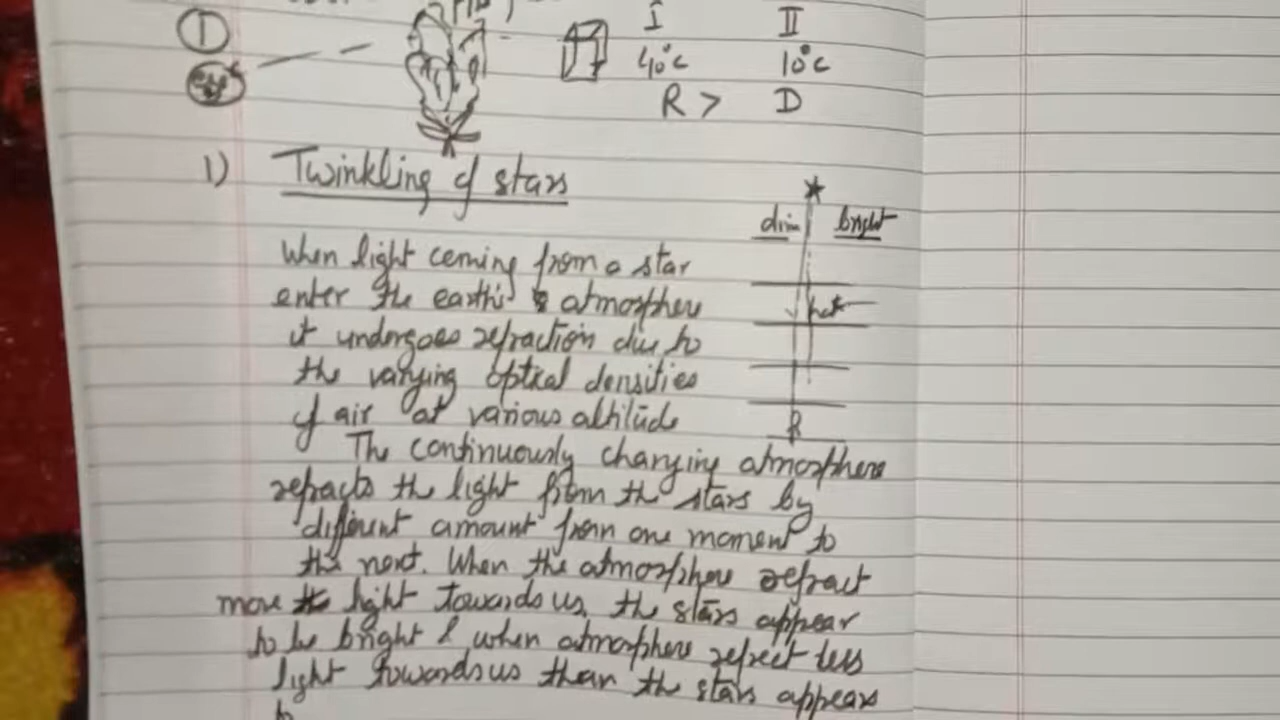 I II
40°C 10°C
R > D
1) Twinkling of stars
dim bright
When light coming from a star
enter the earth's atmosphere
hot
it undergoes refraction due to
the varying optical densities
of air at various altitude
R
The continuously changing atmosphere
refracts the light from the stars by
different amount from one moment to
the next. When the atmosphere refract
more light towards us, the stars appear
to be bright & when atmosphere refrect less
light towards us than the stars appears